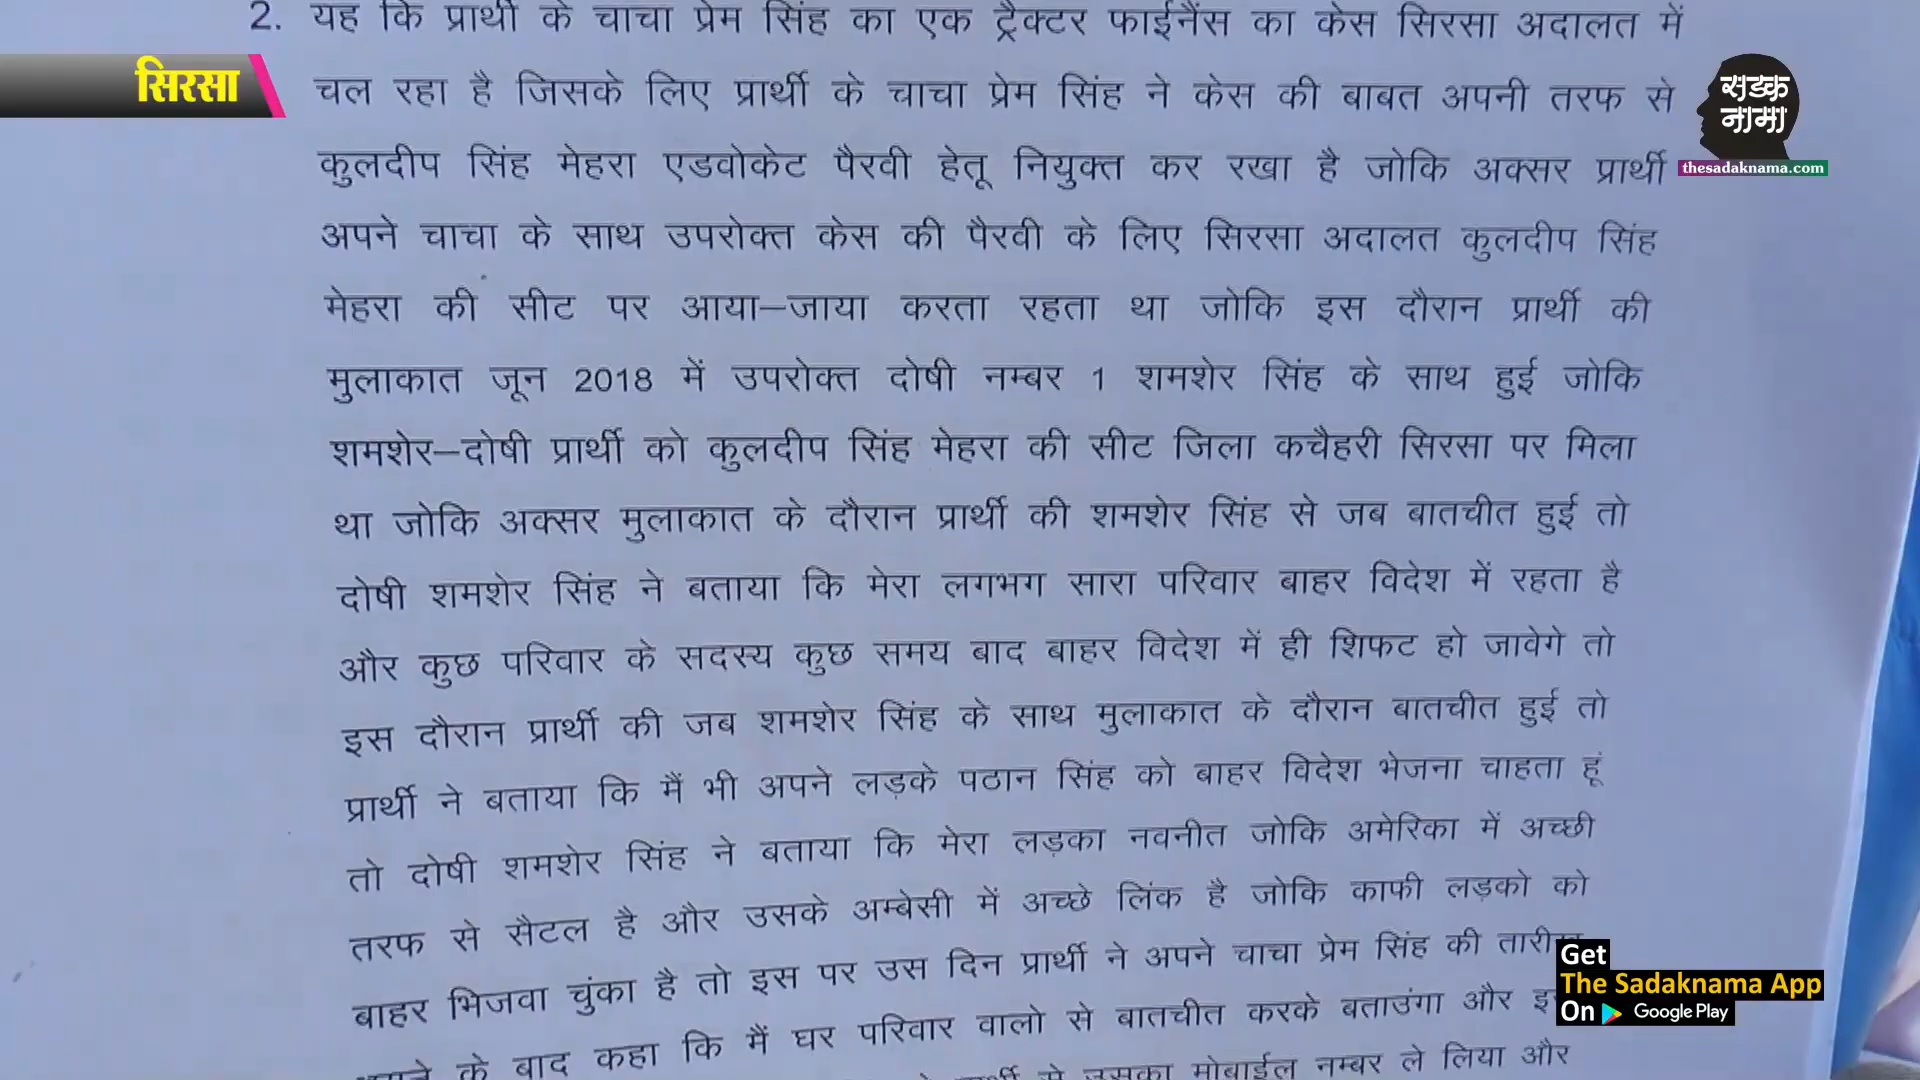 2. यह कि प्रार्थी के चाचा प्रेम सिंह का एक ट्रैक्टर फाईनैंस का केस सिरसा अदालत में
सिरसा
चल रहा है जिसके लिए प्रार्थी के चाचा प्रेम सिंह ने केस की बाबत अपनी तरफ से
सड़क
नामा
thesadaknama.com
कुलदीप सिंह मेहरा एडवोकेट पैरवी हेतू नियुक्त कर रखा है जोकि अक्सर प्रार्थी
अपने चाचा के साथ उपरोक्त केस की पैरवी के लिए सिरसा अदालत कुलदीप सिंह
मेहरा की सीट पर आया–जाया करता रहता था जोकि इस दौरान प्रार्थी की
मुलाकात जून 2018 में उपरोक्त दोषी नम्बर 1 शमशेर सिंह के साथ हुई जोकि
शमशेर–दोषी प्रार्थी को कुलदीप सिंह मेहरा की सीट जिला कचैहरी सिरसा पर मिला
था जोकि अक्सर मुलाकात के दौरान प्रार्थी की शमशेर सिंह से जब बातचीत हुई तो
दोषी शमशेर सिंह ने बताया कि मेरा लगभग सारा परिवार बाहर विदेश में रहता है
और कुछ परिवार के सदस्य कुछ समय बाद बाहर विदेश में ही शिफट हो जावेगे तो
इस दौरान प्रार्थी की जब शमशेर सिंह के साथ मुलाकात के दौरान बातचीत हुई तो
प्रार्थी ने बताया कि मैं भी अपने लड़के पठान सिंह को बाहर विदेश भेजना चाहता हूं
तो दोषी शमशेर सिंह ने बताया कि मेरा लड़का नवनीत जोकि अमेरिका में अच्छी
तरफ से सैटल है और उसके अम्बेसी में अच्छे लिंक है जोकि काफी लड़को को
बाहर भिजवा चुंका है तो इस पर उस दिन प्रार्थी ने अपने चाचा प्रेम सिंह की
के बाद कहा कि मैं घर परिवार वालो से बातचीत करके बताउंगा और
उसका मोबाईल नम्बर ले लिया और
Get
The Sadaknama App
On Google Play